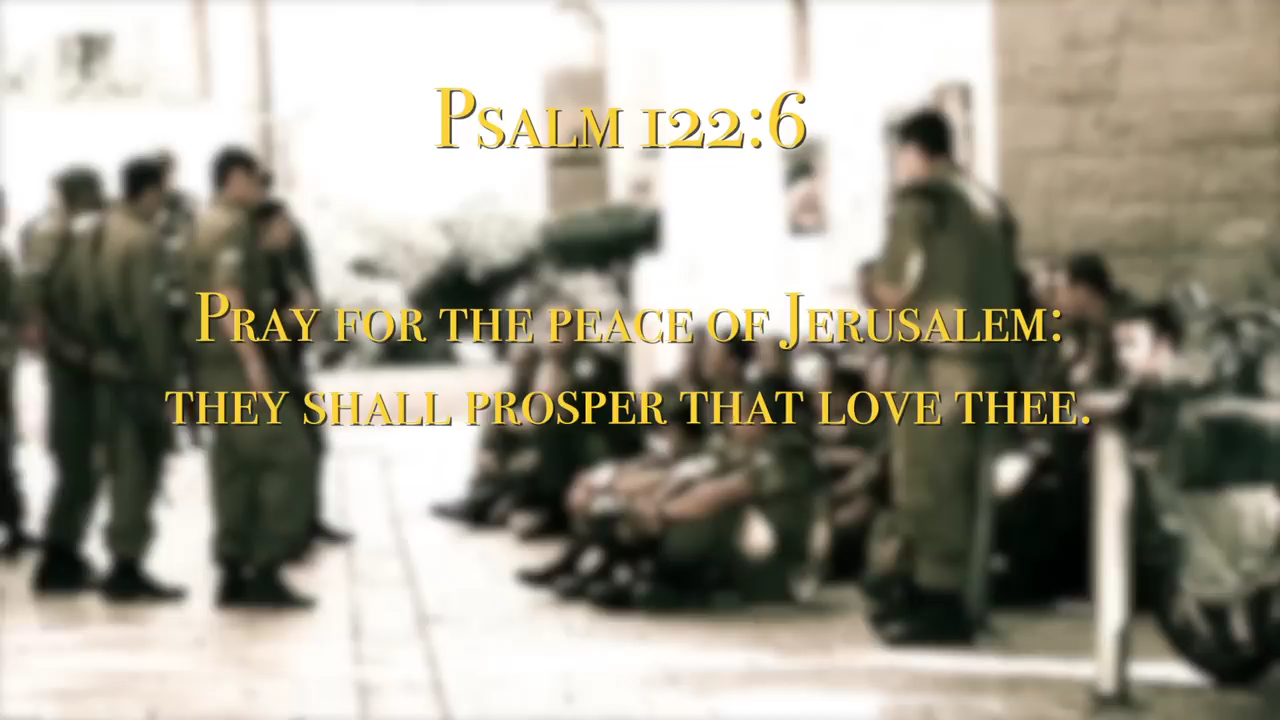 Psalm 122:6
Pray for the peace of Jerusalem:
they shall prosper that love thee.